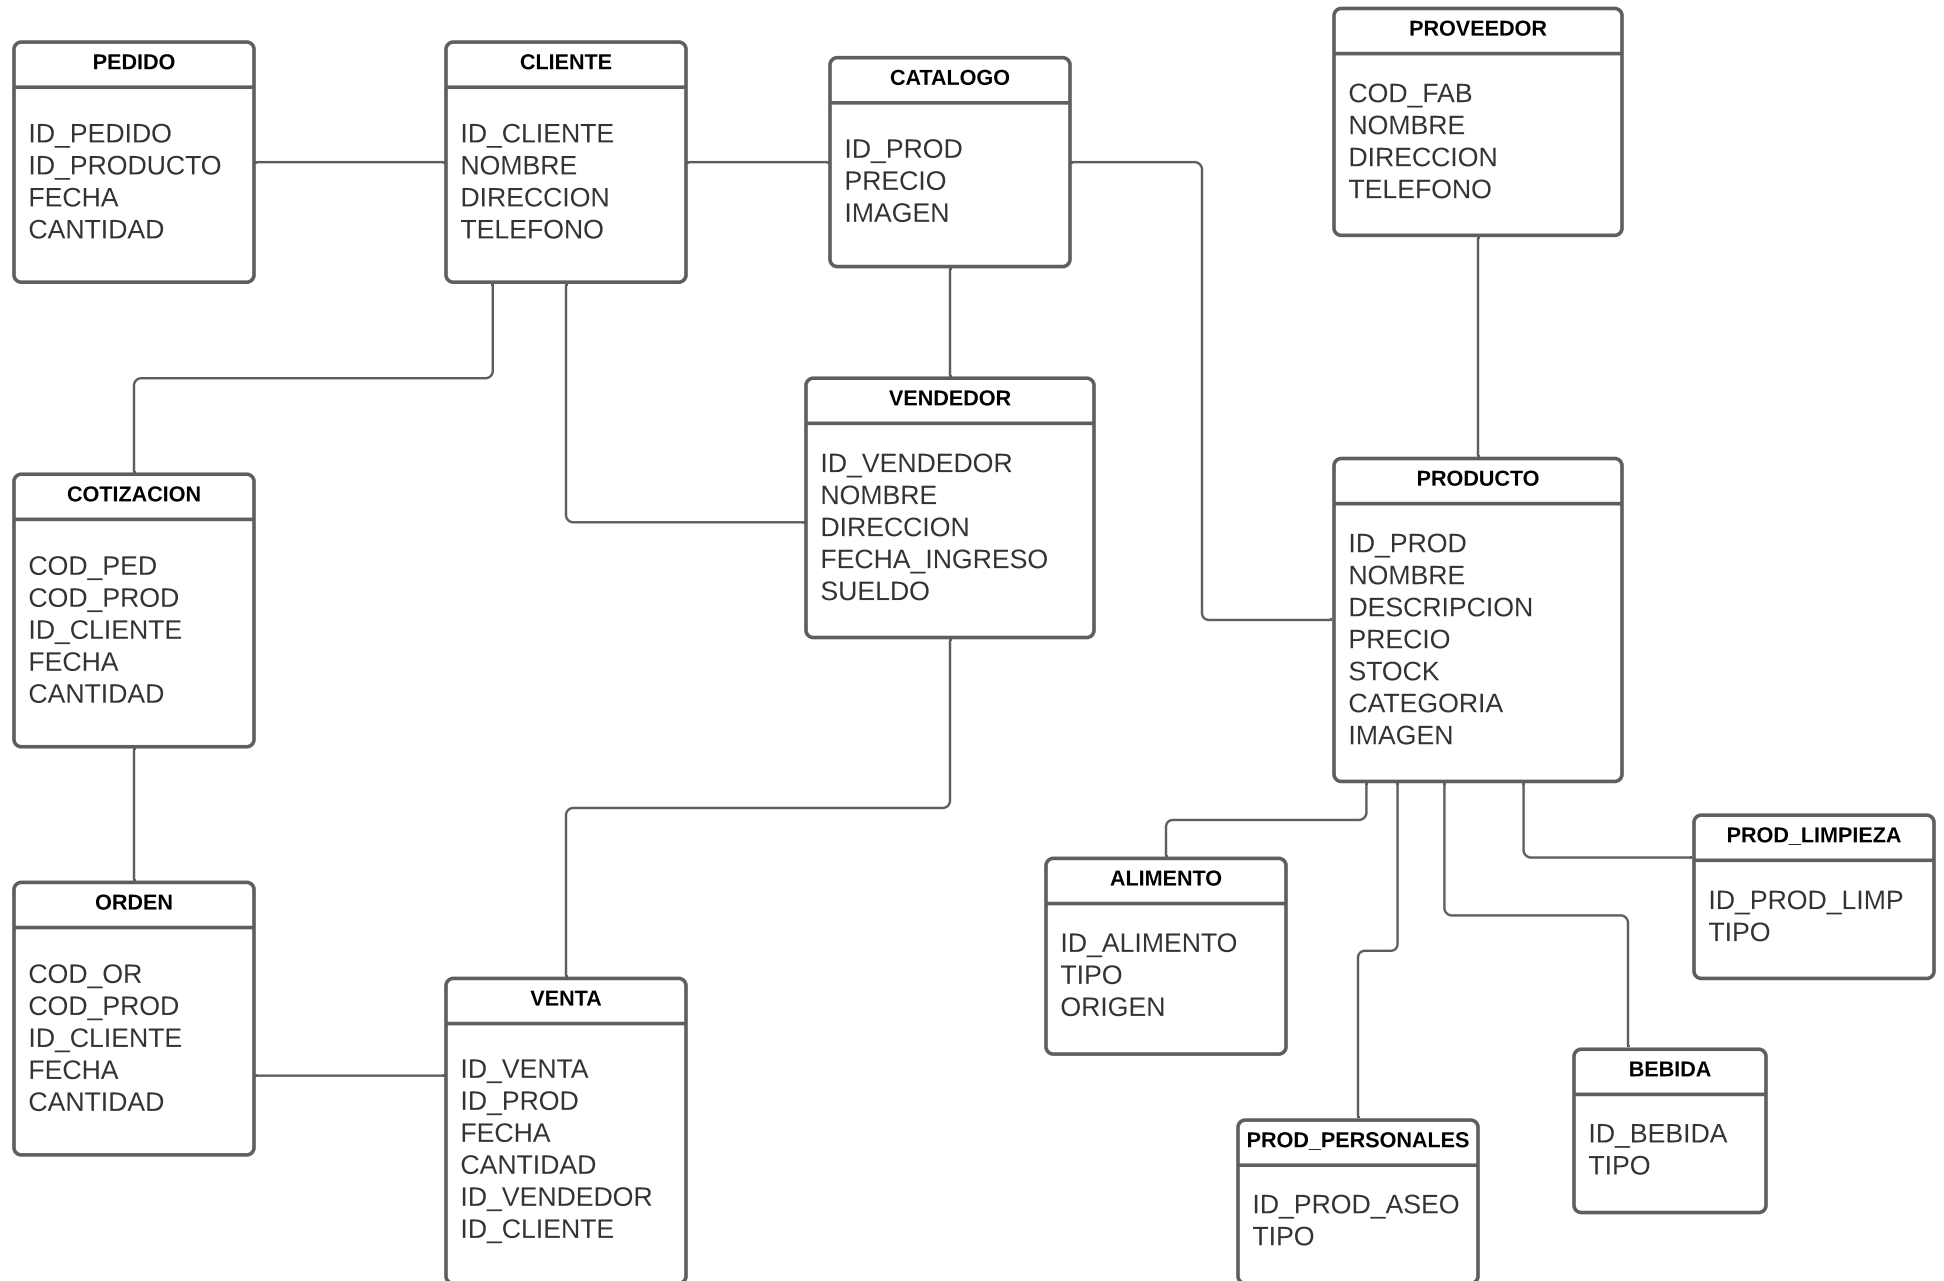 PEDIDO
ID_PEDIDO
ID_PRODUCTO
FECHA
CANTIDAD
CLIENTE
ID_CLIENTE
NOMBRE
DIRECCION
TELEFONO
CATALOGO
ID_PROD
PRECIO
IMAGEN
PROVEEDOR
COD_FAB
NOMBRE
DIRECCION
TELEFONO
COTIZACION
COD_PED
COD_PROD
ID_CLIENTE
FECHA
CANTIDAD
VENDEDOR
ID_VENDEDOR
NOMBRE
DIRECCION
FECHA_INGRESO
SUELDO
PRODUCTO
ID_PROD
NOMBRE
DESCRIPCION
PRECIO
STOCK
CATEGORIA
IMAGEN
ORDEN
COD_OR
COD_PROD
ID_CLIENTE
FECHA
CANTIDAD
VENTA
ID_VENTA
ID_PROD
FECHA
CANTIDAD
ID_VENDEDOR
ID_CLIENTE
ALIMENTO
ID_ALIMENTO
TIPO
ORIGEN
PROD_PERSONALES
ID_PROD_ASEO
TIPO
BEBIDA
ID_BEBIDA
TIPO
PROD_LIMPIEZA
ID_PROD_LIMP
TIPO